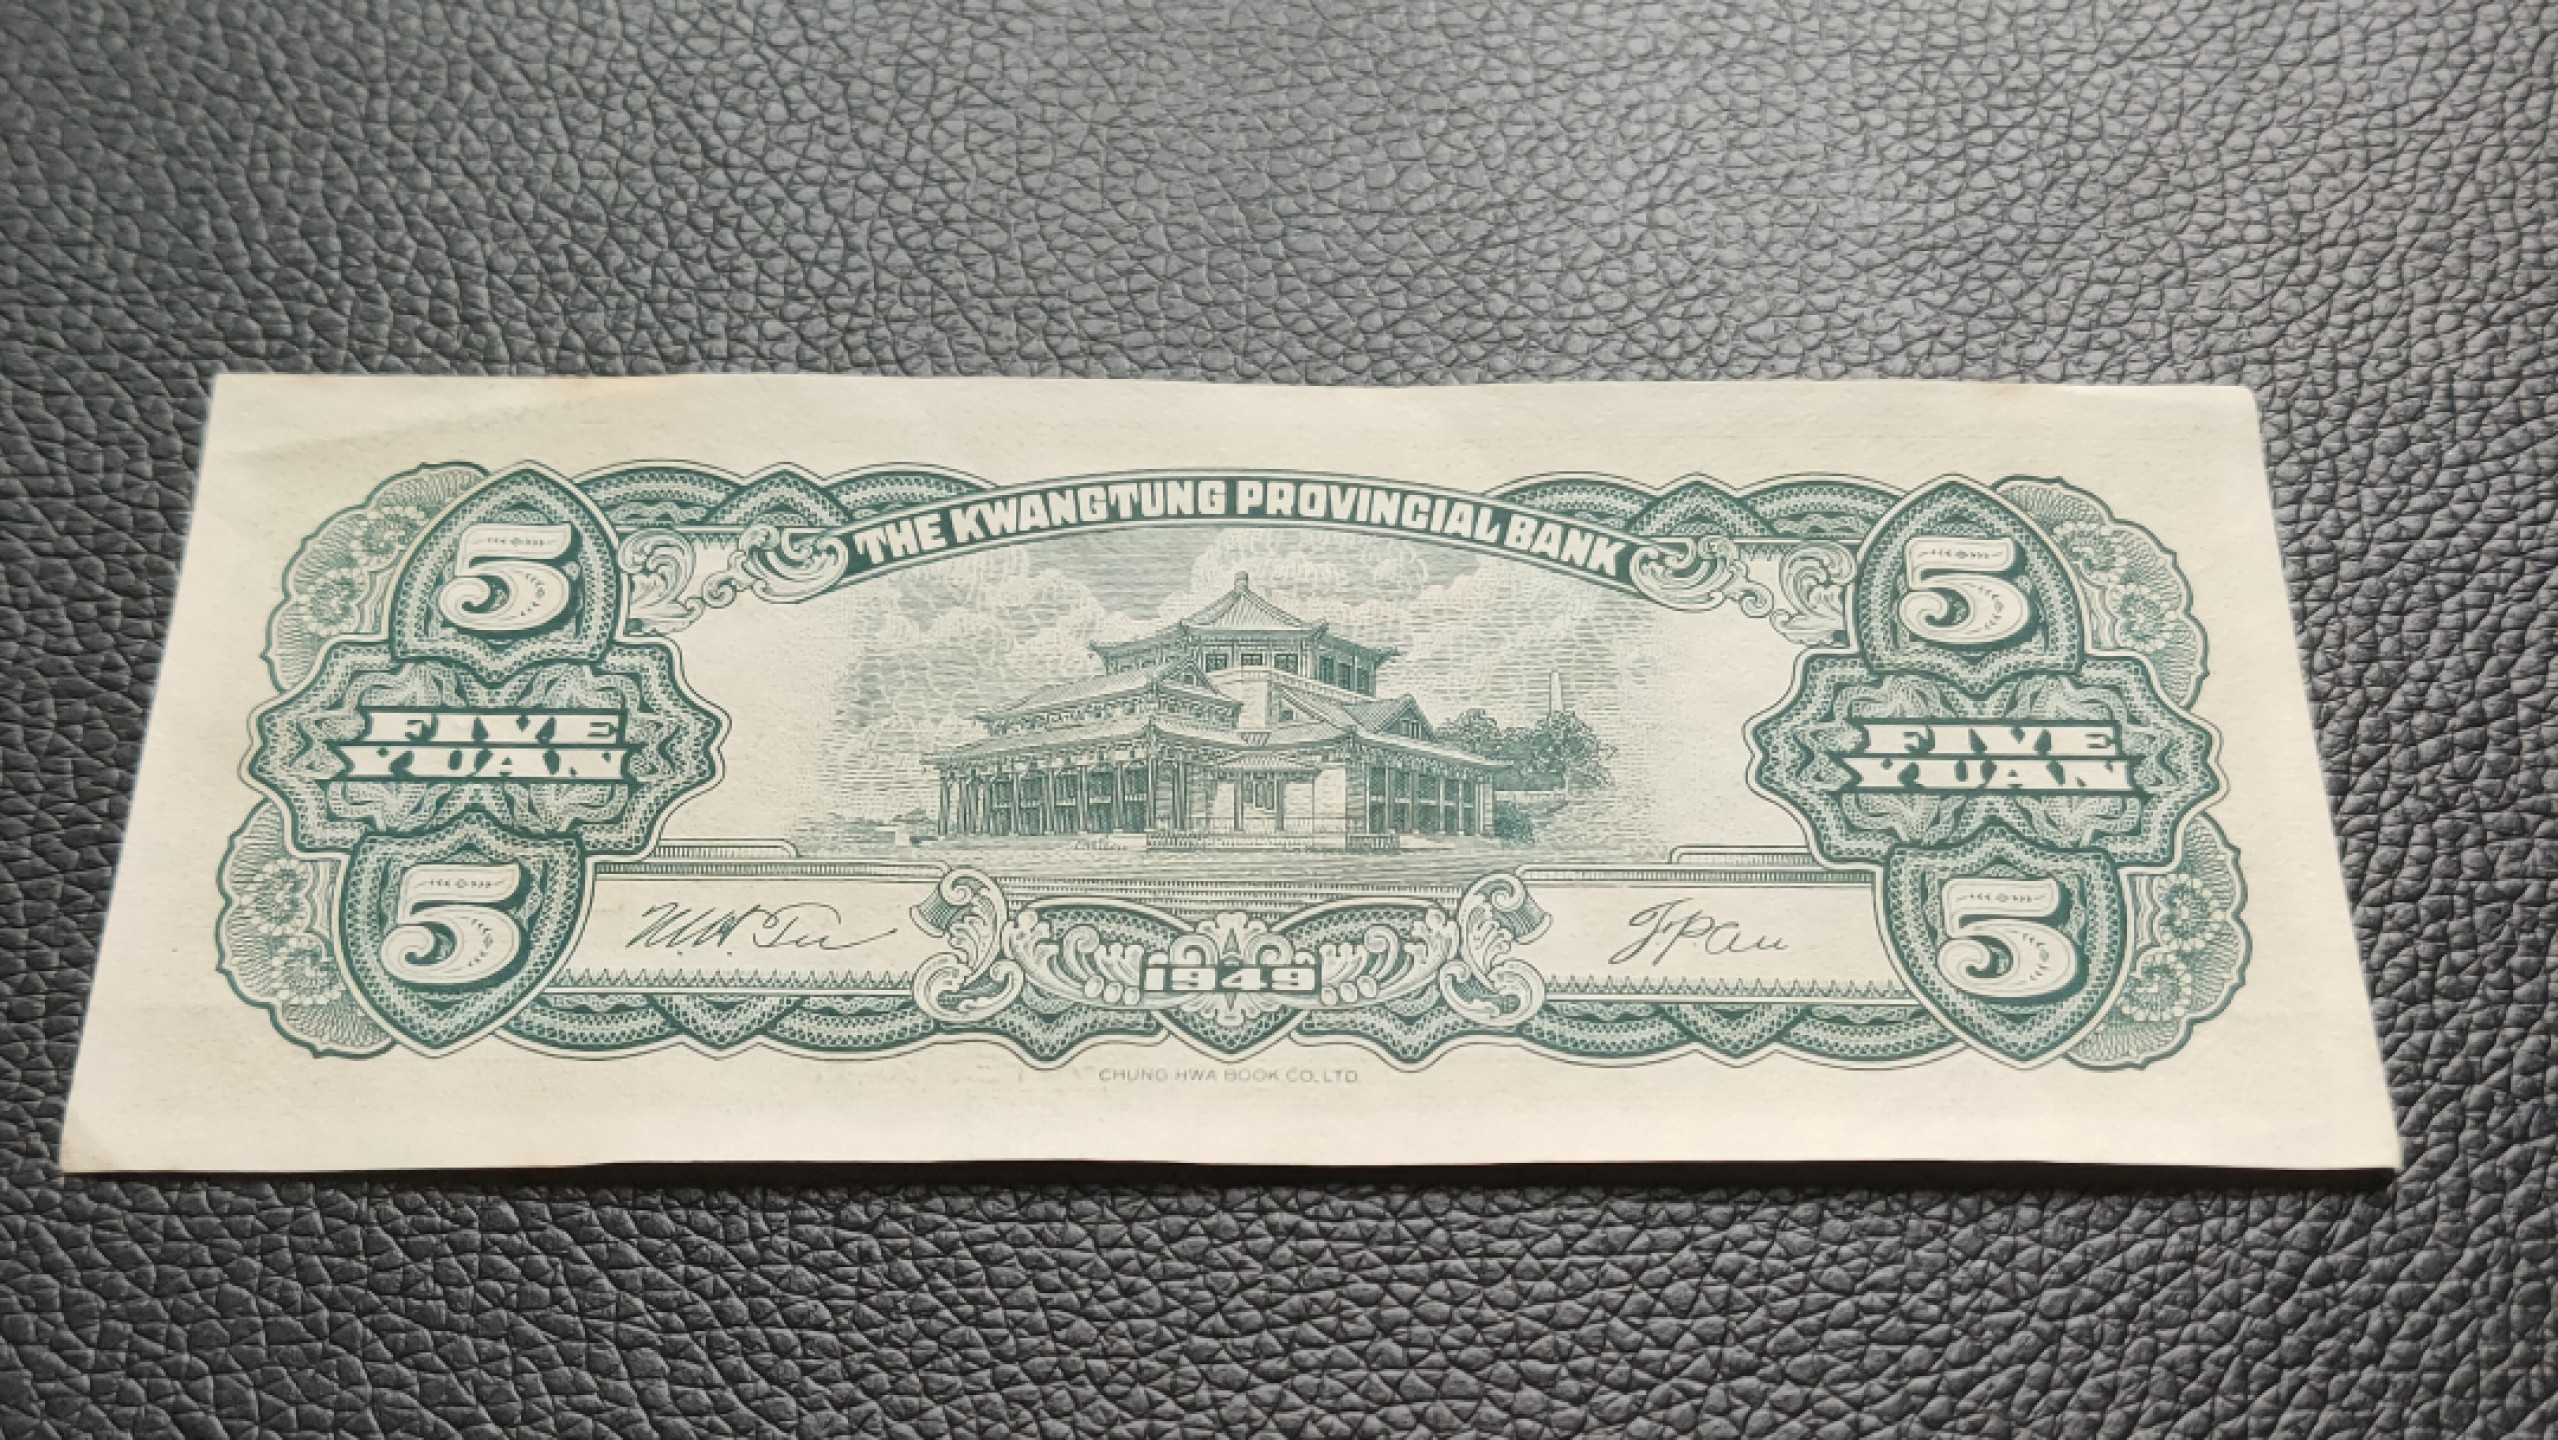 THE KWANGTUNG PROVINCIAL BANK
5
5
FIVE
YUAN
FIVE
YUAN
5
5
1949
CHUNG HWA BOOK CO., LTD.